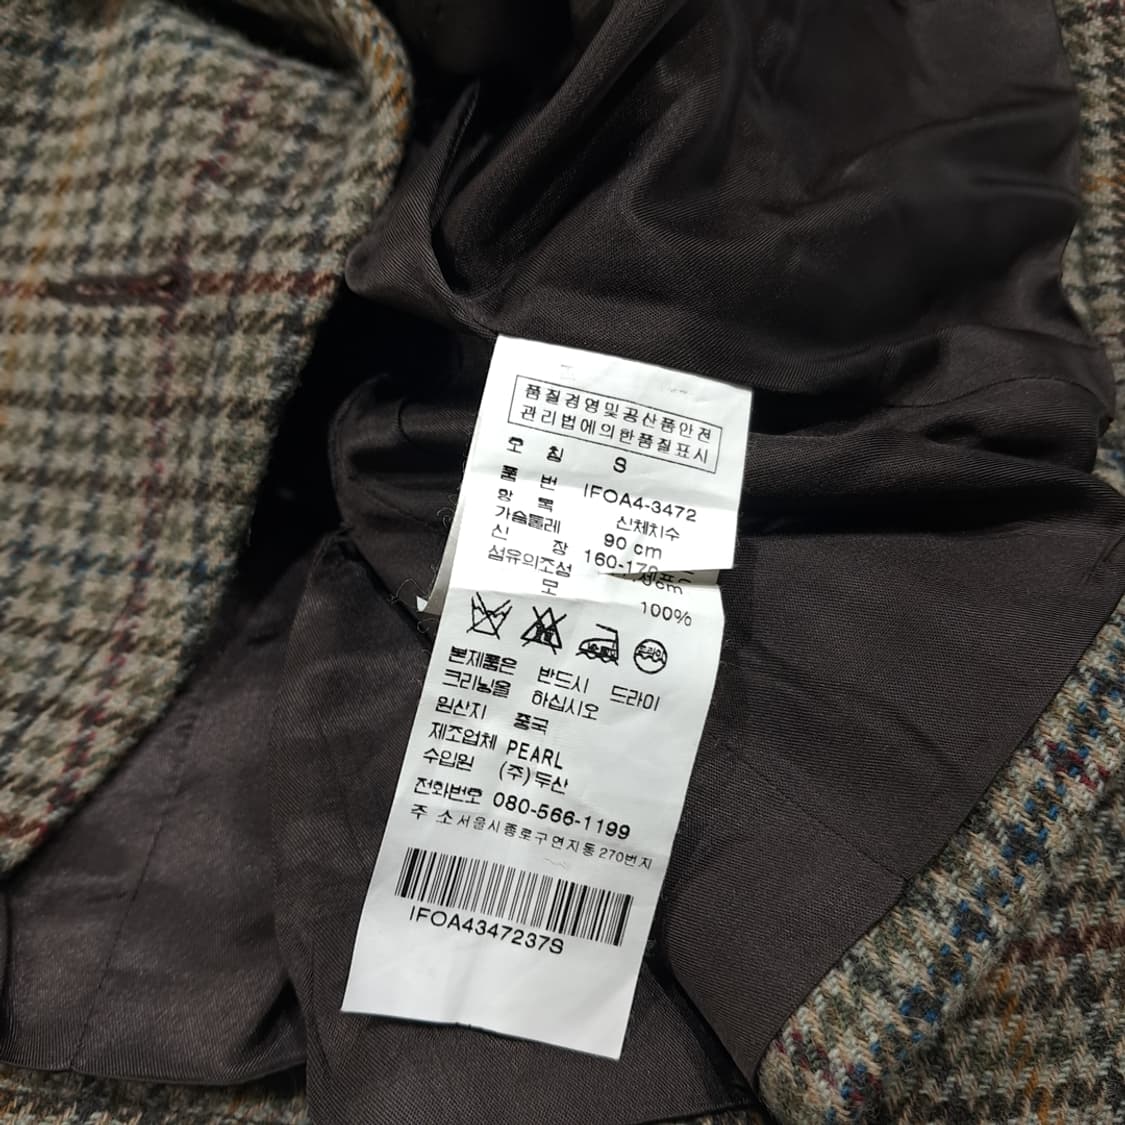 품질경영및공산품안전
관리법에의한품질표시
호 칭 S
품 번 IFOA4-3472
항 목 신체치수
가슴둘레 90 cm
신 장 160-170
섬유의조성 제품
모 100%
드라이
본제품은 반드시 드라이
크리닝을 하십시오
원산지 중국
제조업체 PEARL
수입원 (주)두산
전화번호 080-566-1199
주 소 서울시종로구연지동270번지
IFOA4347237S